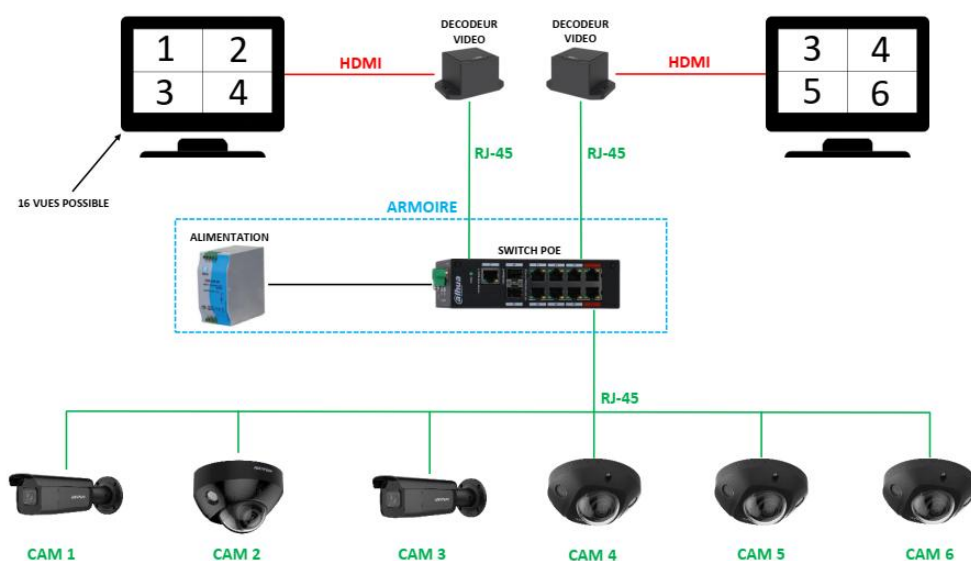 DECODEUR
VIDEO
DECODEUR
VIDEO
1 2
3 4
HDMI
HDMI
3 4
5 6
RJ-45
RJ-45
16 VUES POSSIBLE
ARMOIRE
ALIMENTATION
SWITCH POE
alhua
RJ-45
CAM 1
CAM 2
CAM 3
CAM 4
CAM 5
CAM 6